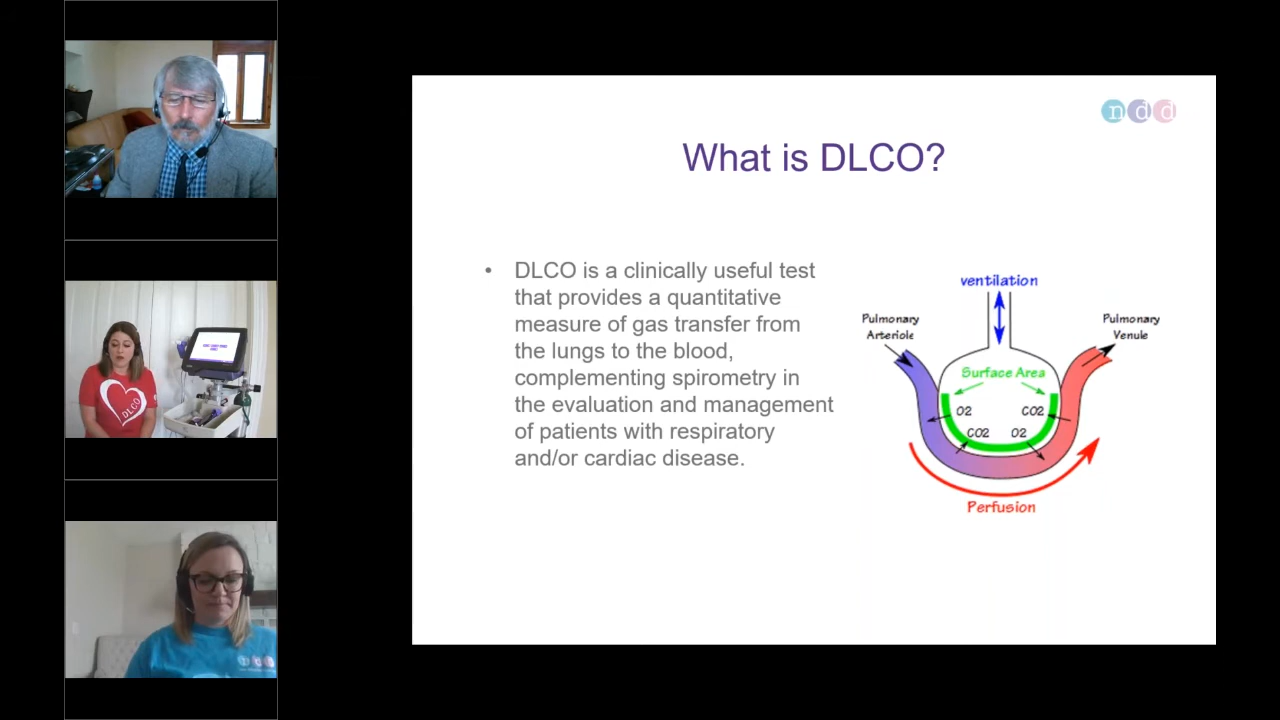 ndd
What is DLCO?
• DLCO is a clinically useful test
that provides a quantitative
measure of gas transfer from
the lungs to the blood,
complementing spirometry in
the evaluation and management
of patients with respiratory
and/or cardiac disease.
ventilation
Pulmonary
Arteriole
Pulmonary
Venule
Surface Area
O2
CO2
CO2
O2
Perfusion
DLCO
ndd